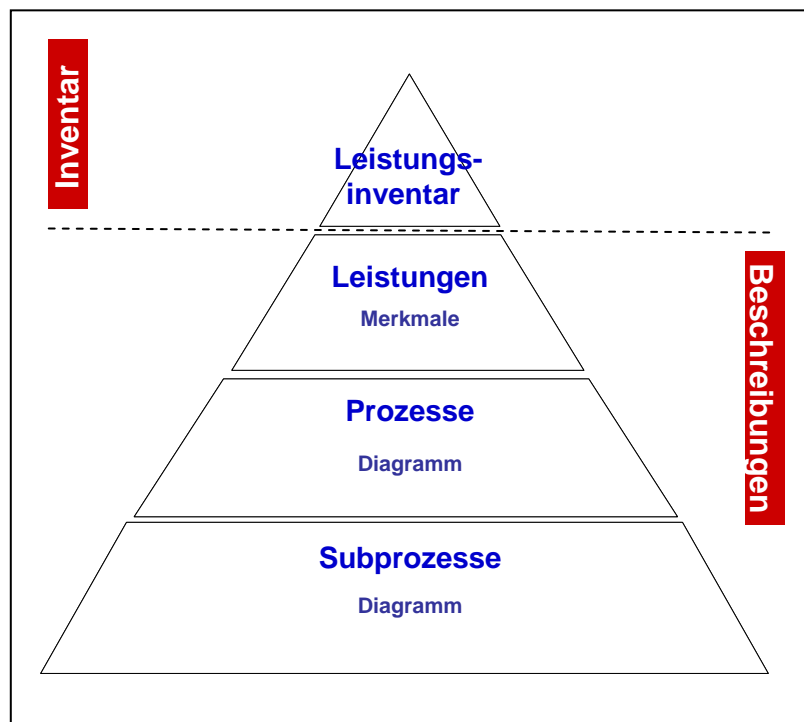 Inventar
Leistungs-
inventar
Leistungen
Merkmale
Beschreibungen
Prozesse
Diagramm
Subprozesse
Diagramm